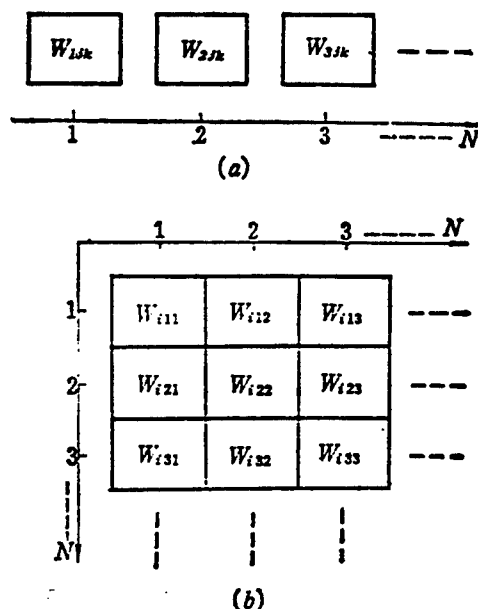 W1jk W2jk W3jk
1 2 3 N
(a)
1 2 3 N
1 Wi11 Wi12 Wi13
2 Wi21 Wi22 Wi23
3 Wi31 Wi32 Wi33
N
(b)